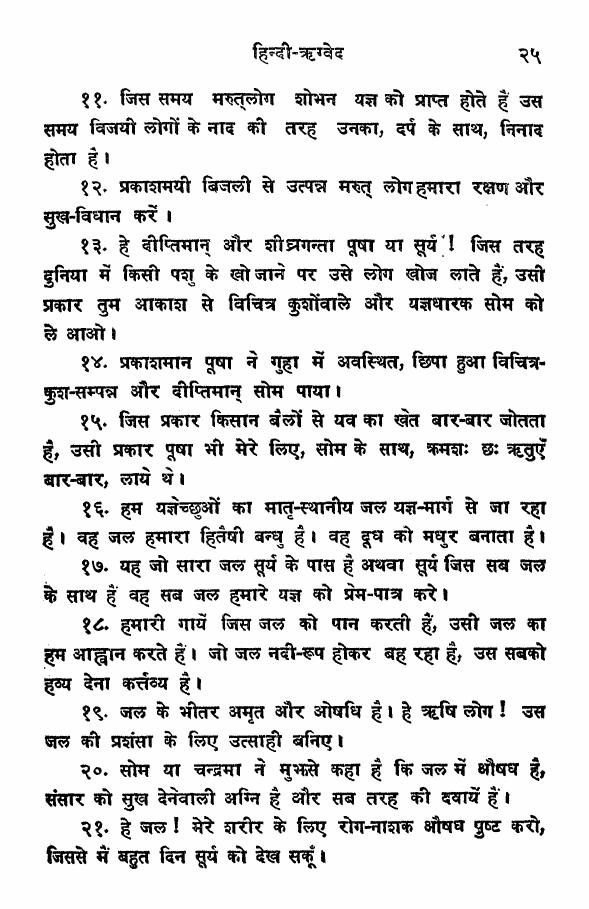 हिन्दी-ऋग्वेद २५
११. जिस समय मरुत्लोग शोभन यज्ञ को प्राप्त होते हैं उस
समय विजयी लोगों के नाद की तरह उनका, दर्प के साथ, निनाद
होता है।
१२. प्रकाशमयी बिजली से उत्पन्न मरुत् लोग हमारा रक्षण और
सुख-विधान करें ।
१३. हे दीप्तिमान् और शीघ्रगन्ता पूषा या सूर्य ! जिस तरह
दुनिया में किसी पशु के खो जाने पर उसे लोग खोज लाते हैं, उसी
प्रकार तुम आकाश से विचित्र कुशोंवाले और यज्ञधारक सोम को
ले आओ।
१४. प्रकाशमान पूषा ने गुहा में अवस्थित, छिपा हुआ विचित्र-
कुश-सम्पन्न और दीप्तिमान् सोम पाया।
१५. जिस प्रकार किसान बैलों से यव का खेत बार-बार जोतता
है, उसी प्रकार पूषा भी मेरे लिए, सोम के साथ, क्रमशः छः ऋतुएँ
बार-बार, लाये थे।
१६. हम यज्ञेच्छुओं का मातृ-स्थानीय जल यज्ञ-मार्ग से जा रहा
है। वह जल हमारा हितैषी बन्धु है। वह दूध को मधुर बनाता है।
१७. यह जो सारा जल सूर्य के पास है अथवा सूर्य जिस सब जल
के साथ हैं वह सब जल हमारे यज्ञ को प्रेम-पात्र करे।
१८. हमारी गायें जिस जल को पान करती हैं, उसी जल का
हम आह्वान करते हैं। जो जल नदी-रूप होकर बह रहा है, उस सबको
हव्य देना कर्त्तव्य है।
१९. जल के भीतर अमृत और ओषधि है। हे ऋषि लोग ! उस
जल की प्रशंसा के लिए उत्साही बनिए।
२०. सोम या चन्द्रमा ने मुझसे कहा है कि जल में औषध है,
संसार को सुख देनेवाली अग्नि है और सब तरह की दवायें हैं।
२१. हे जल ! मेरे शरीर के लिए रोग-नाशक औषध पुष्ट करो,
जिससे मैं बहुत दिन सूर्य को देख सकूँ।